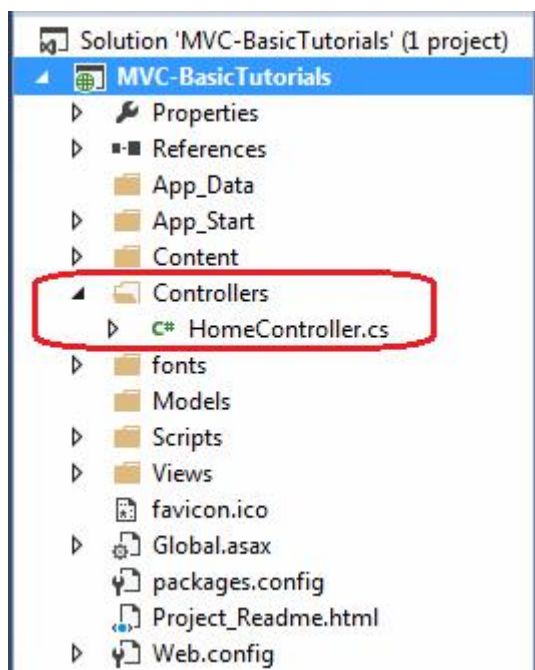 Solution 'MVC-BasicTutorials' (1 project)
MVC-BasicTutorials
Properties
References
App_Data
App_Start
Content
Controllers
C# HomeController.cs
fonts
Models
Scripts
Views
favicon.ico
Global.asax
packages.config
Project_Readme.html
Web.config